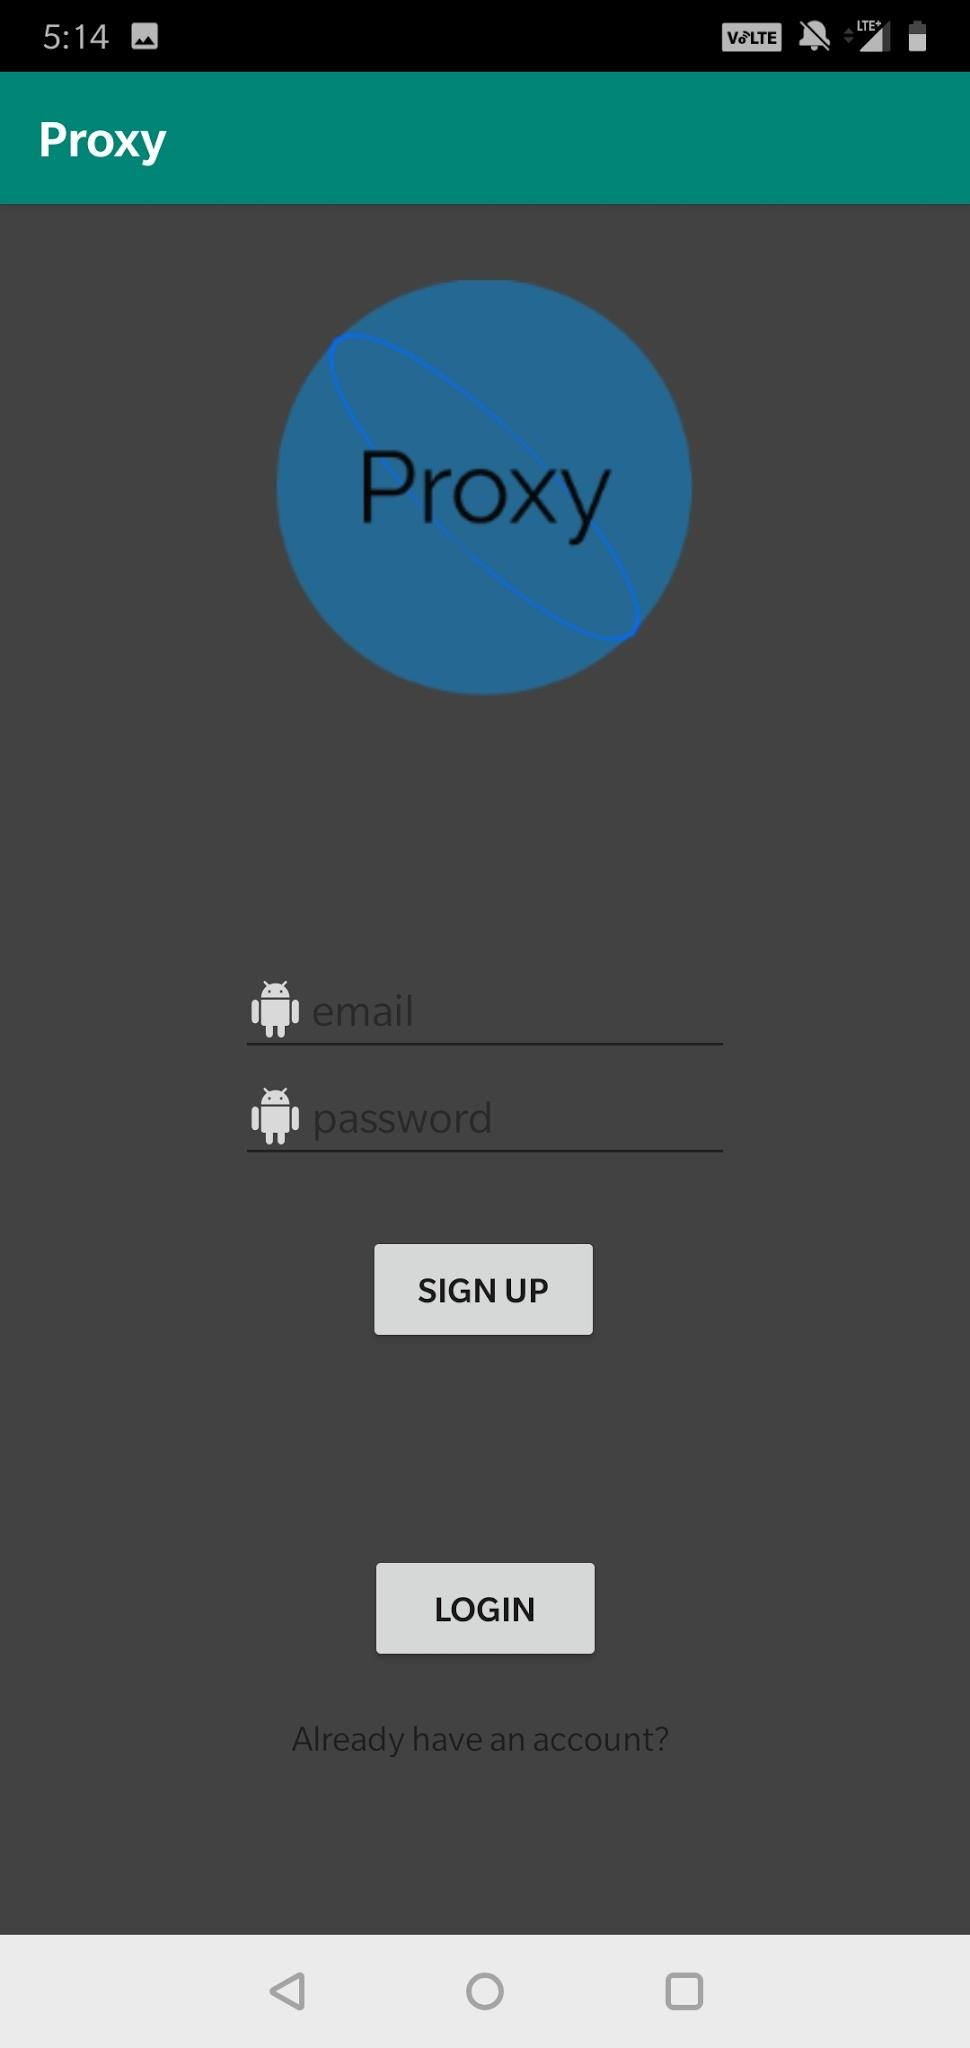 5:14
VoLTE
LTE+
Proxy
Proxy
email
password
SIGN UP
LOGIN
Already have an account?